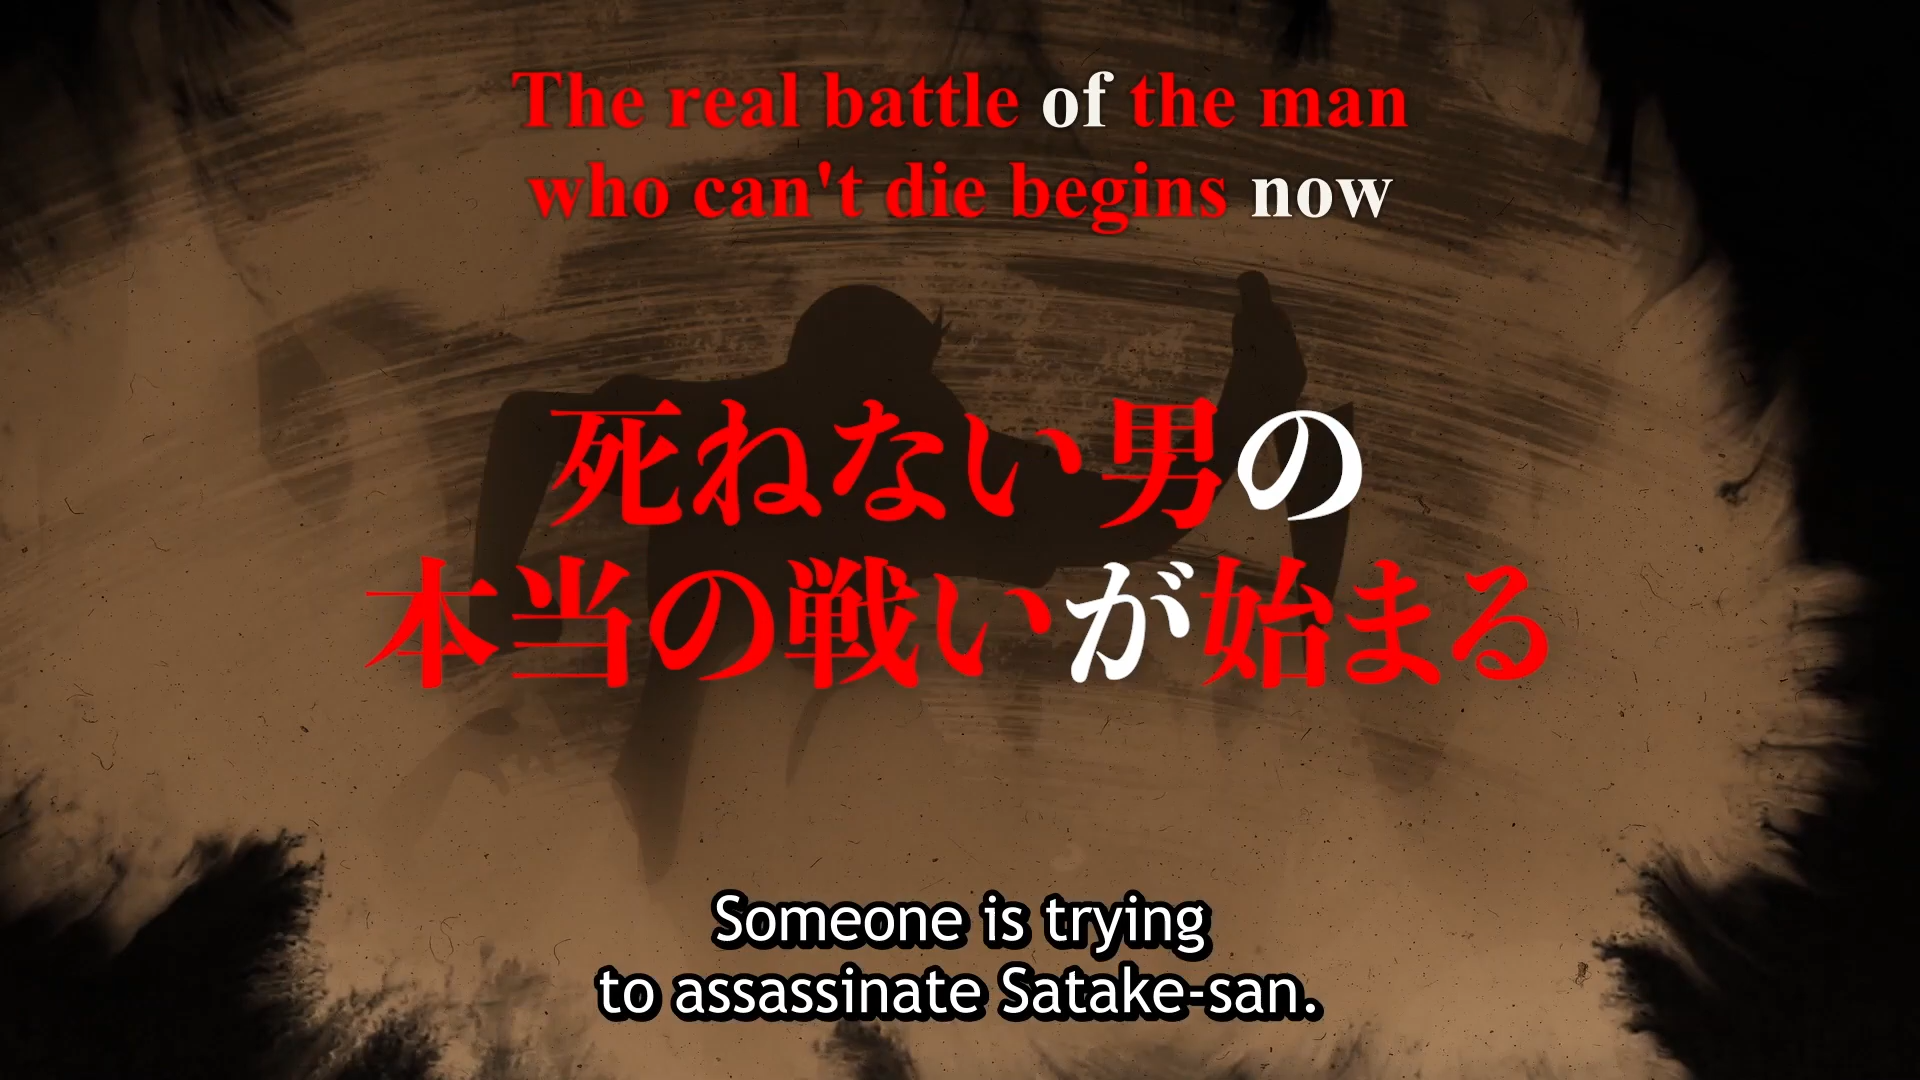 The real battle of the man
who can't die begins now
死ねない男の
本当の戦いが始まる
Someone is trying
to assassinate Satake-san.